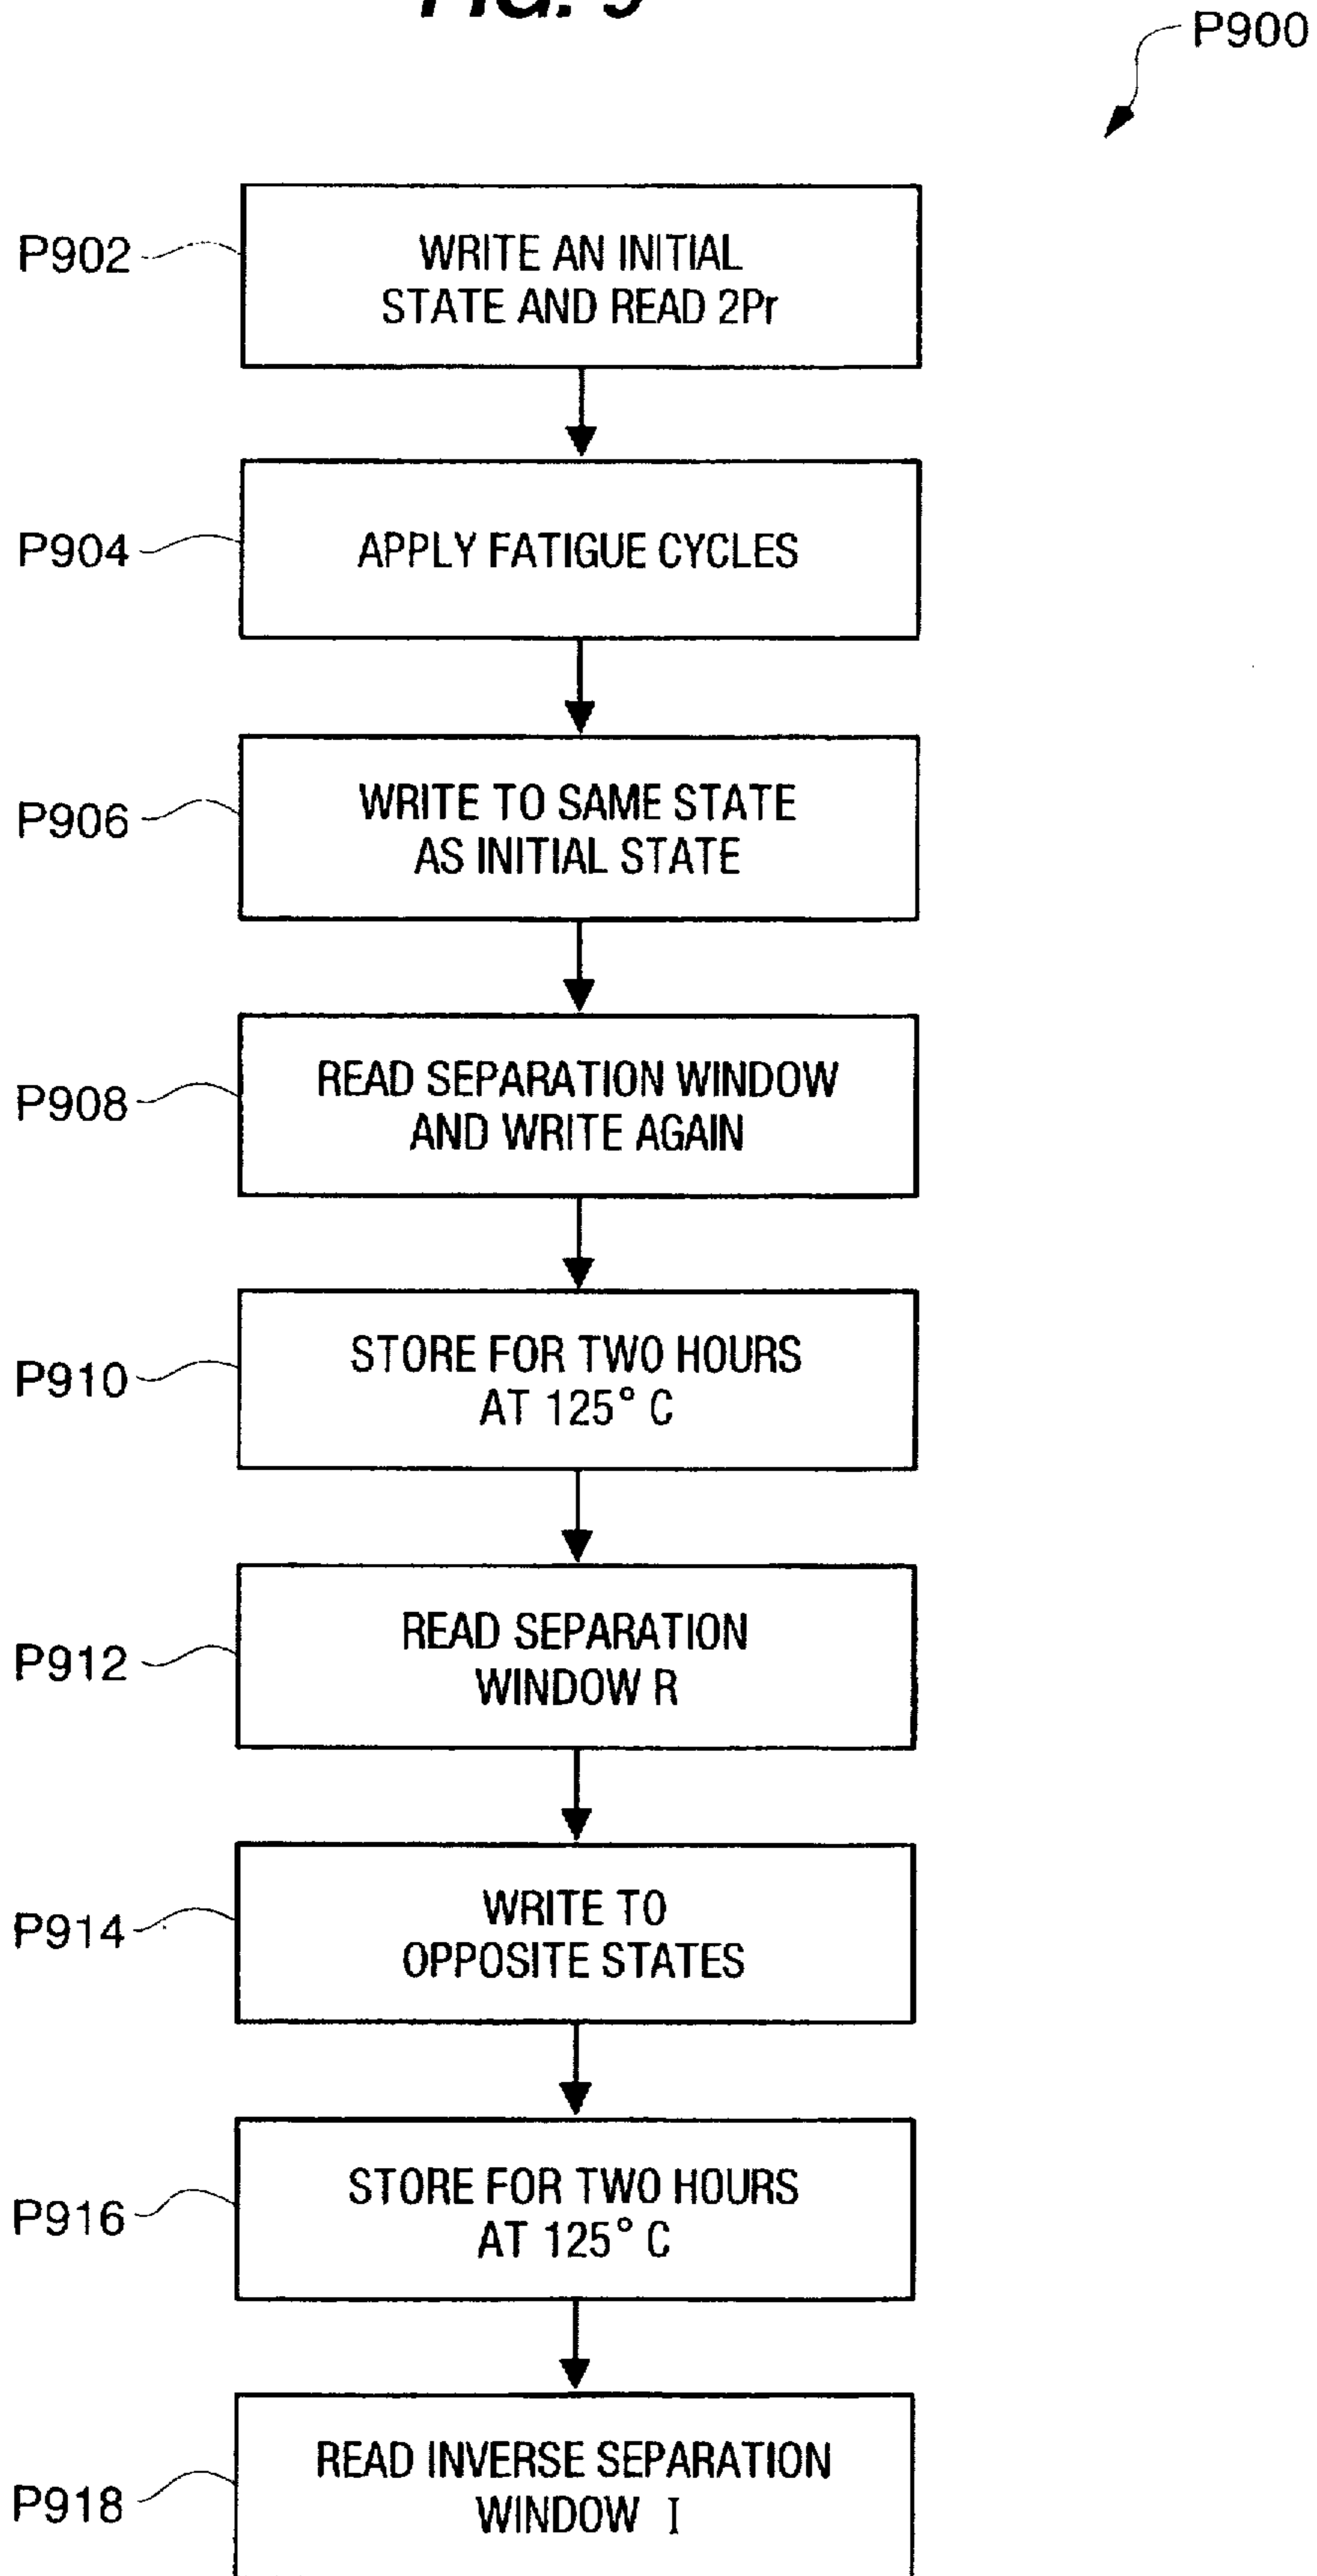 FIG. 9
P900
P902
WRITE AN INITIAL
STATE AND READ 2Pr
P904
APPLY FATIGUE CYCLES
P906
WRITE TO SAME STATE
AS INITIAL STATE
P908
READ SEPARATION WINDOW
AND WRITE AGAIN
P910
STORE FOR TWO HOURS
AT 125° C
P912
READ SEPARATION
WINDOW R
P914
WRITE TO
OPPOSITE STATES
P916
STORE FOR TWO HOURS
AT 125° C
P918
READ INVERSE SEPARATION
WINDOW I